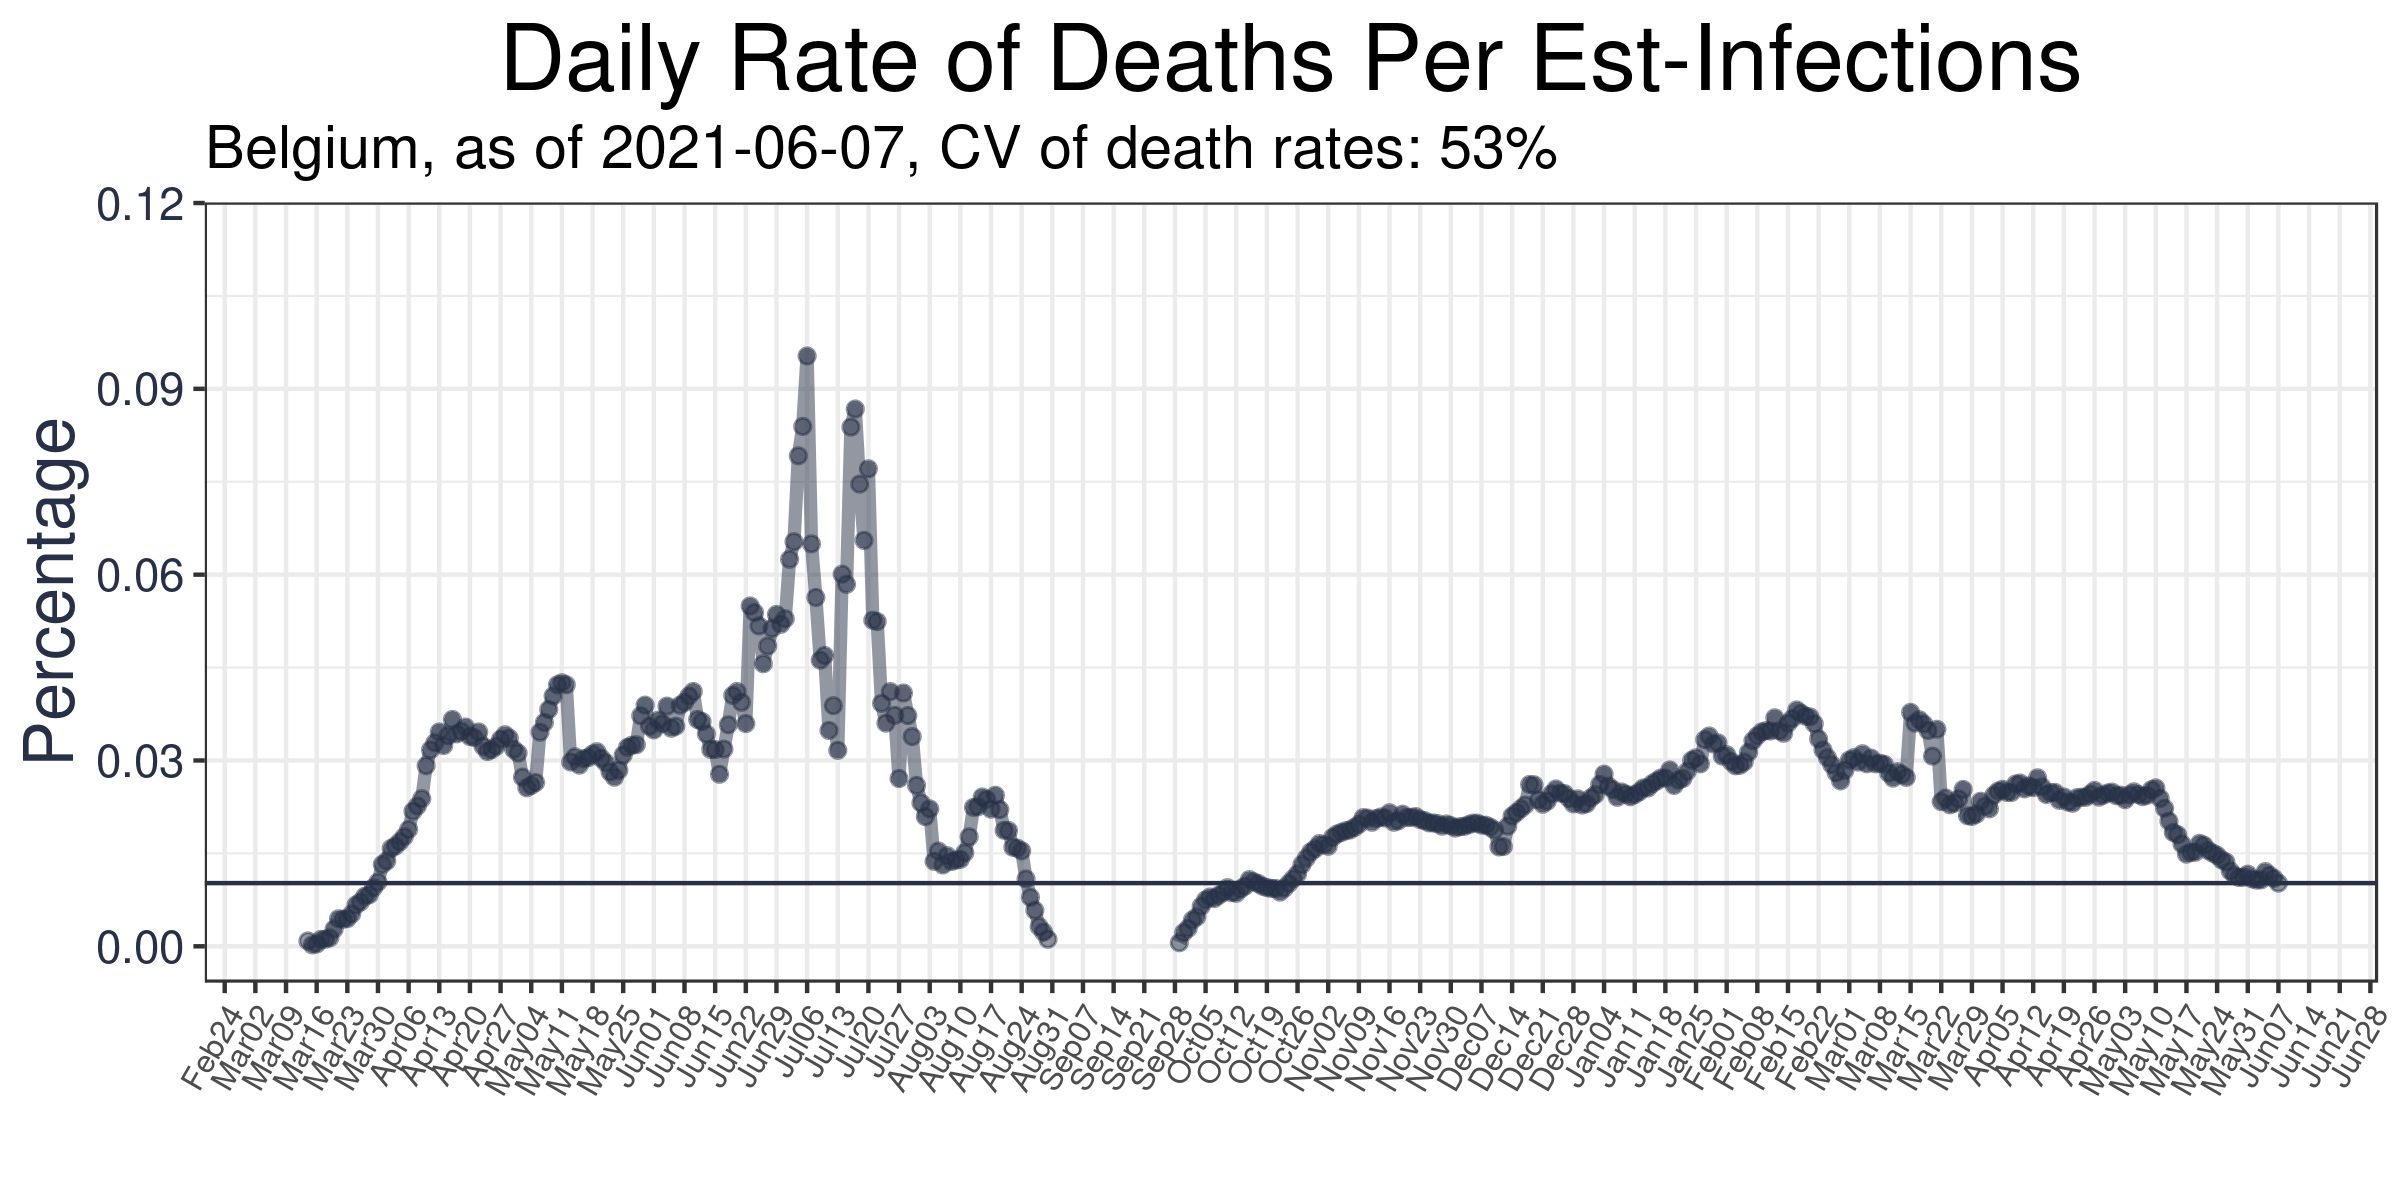 Daily Rate of Deaths Per Est-Infections
Belgium, as of 2021-06-07, CV of death rates: 53%
Percentage
0.12
0.09
0.06
0.03
0.00
Feb24
Mar02
Mar09
Mar16
Mar23
Mar30
Apr06
Apr13
Apr20
Apr27
May04
May11
May18
May25
Jun01
Jun08
Jun15
Jun22
Jun29
Jul06
Jul13
Jul20
Jul27
Aug03
Aug10
Aug17
Aug24
Aug31
Sep07
Sep14
Sep21
Sep28
Oct05
Oct12
Oct19
Oct26
Nov02
Nov09
Nov16
Nov23
Nov30
Dec07
Dec14
Dec21
Dec28
Jan04
Jan11
Jan18
Jan25
Feb01
Feb08
Feb15
Feb22
Mar01
Mar08
Mar15
Mar22
Mar29
Apr05
Apr12
Apr19
Apr26
May03
May10
May17
May24
May31
Jun07
Jun14
Jun21
Jun28